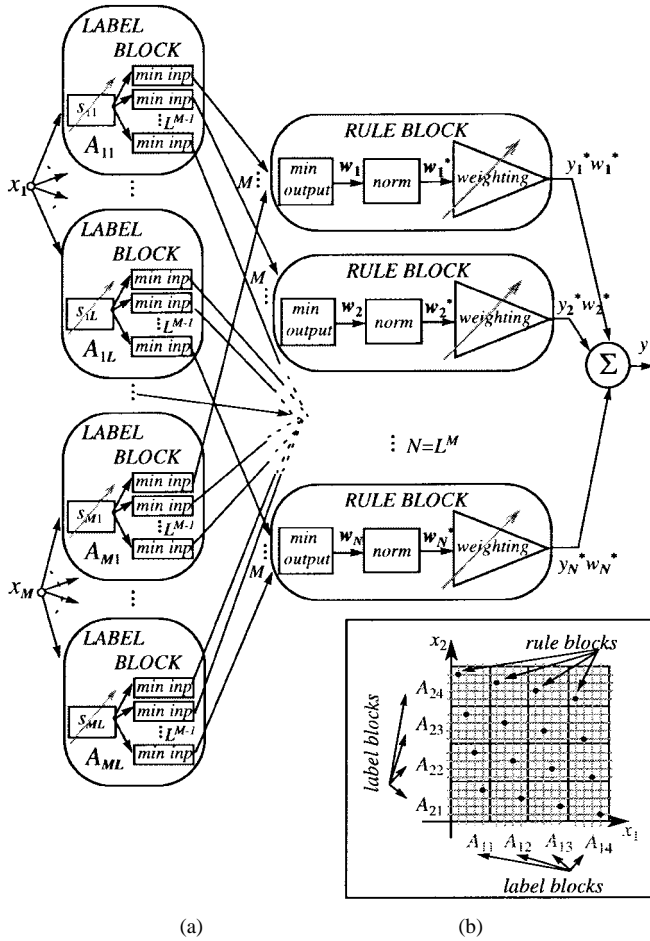 LABEL
BLOCK
min inp
s11
min inp
⋮L^{M-1}
A11
min inp
x1
⋮
LABEL
BLOCK
min inp
s1L
min inp
⋮L^{M-1}
A1L
min inp
⋮
LABEL
BLOCK
min inp
sM1
min inp
⋮L^{M-1}
AM1
min inp
xM
⋮
LABEL
BLOCK
min inp
sML
min inp
⋮L^{M-1}
AML
min inp
RULE BLOCK
M⋮
min output
w1
norm
w1*
weighting
y1*w1*
RULE BLOCK
M
⋮
min output
w2
norm
w2*
weighting
y2*w2*
Σ
y
⋮ N=L^M
RULE BLOCK
M⋮
min output
wN
norm
wN*
weighting
yN*wN*
x2
rule blocks
A24
A23
A22
A21
label blocks
x1
A11 A12 A13 A14
label blocks
(a) (b)